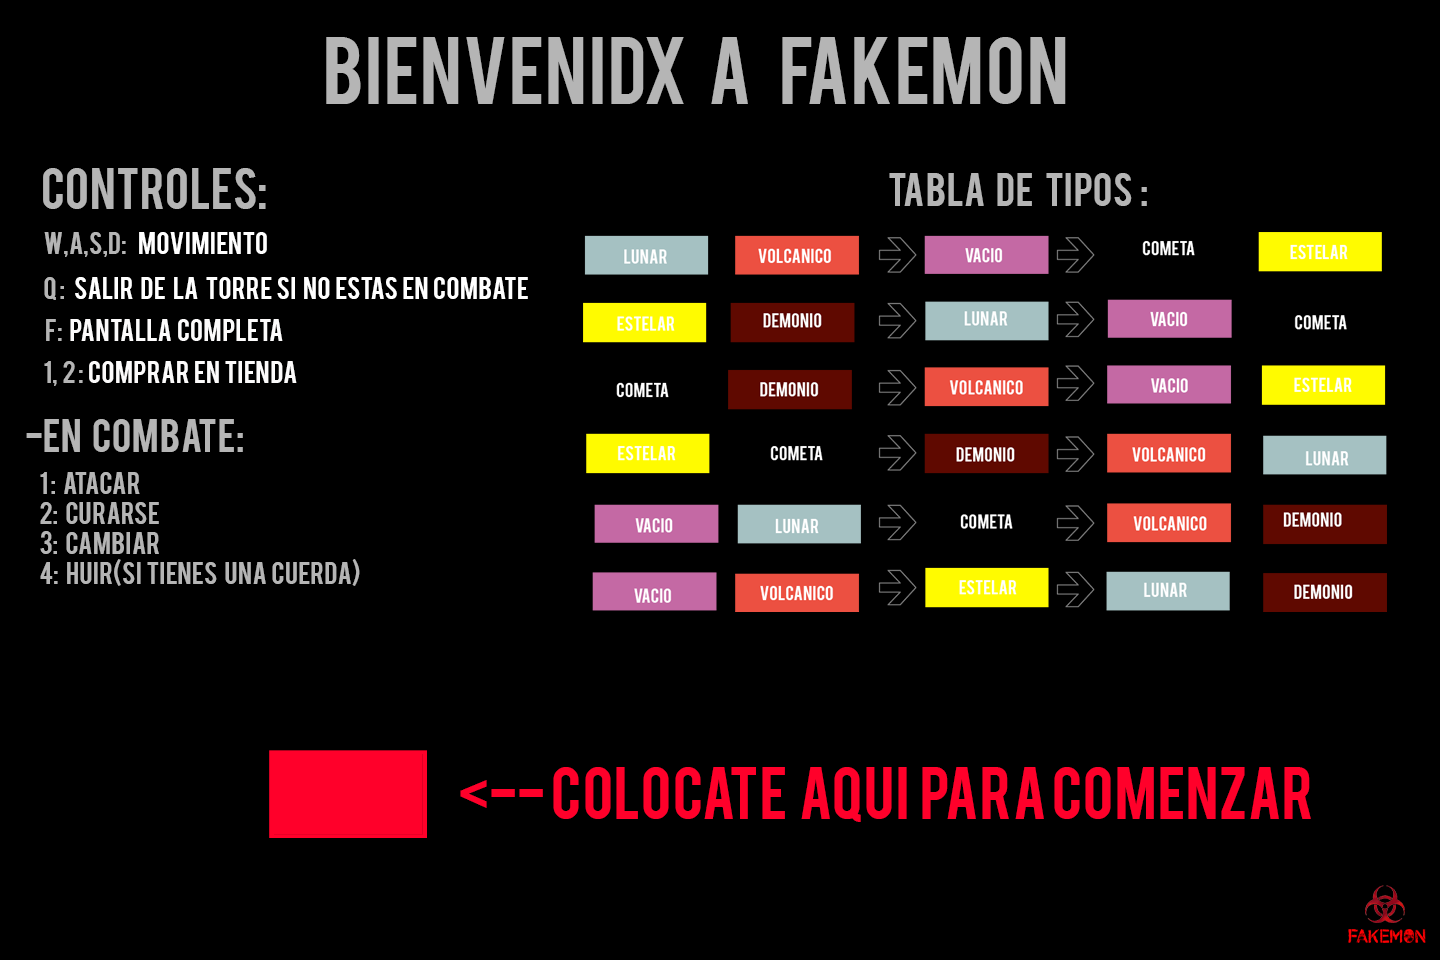 BIENVENIDX A FAKEMON
CONTROLES:
W,A,S,D: MOVIMIENTO
Q: SALIR DE LA TORRE SI NO ESTAS EN COMBATE
F: PANTALLA COMPLETA
1, 2: COMPRAR EN TIENDA
-EN COMBATE:
1: ATACAR
2: CURARSE
3: CAMBIAR
4: HUIR(SI TIENES UNA CUERDA)
TABLA DE TIPOS :
LUNAR VOLCANICO VACIO COMETA ESTELAR
ESTELAR DEMONIO LUNAR VACIO COMETA
COMETA DEMONIO VOLCANICO VACIO ESTELAR
ESTELAR COMETA DEMONIO VOLCANICO LUNAR
VACIO LUNAR COMETA VOLCANICO DEMONIO
VACIO VOLCANICO ESTELAR LUNAR DEMONIO
<-- COLOCATE AQUI PARA COMENZAR
FAKEMON